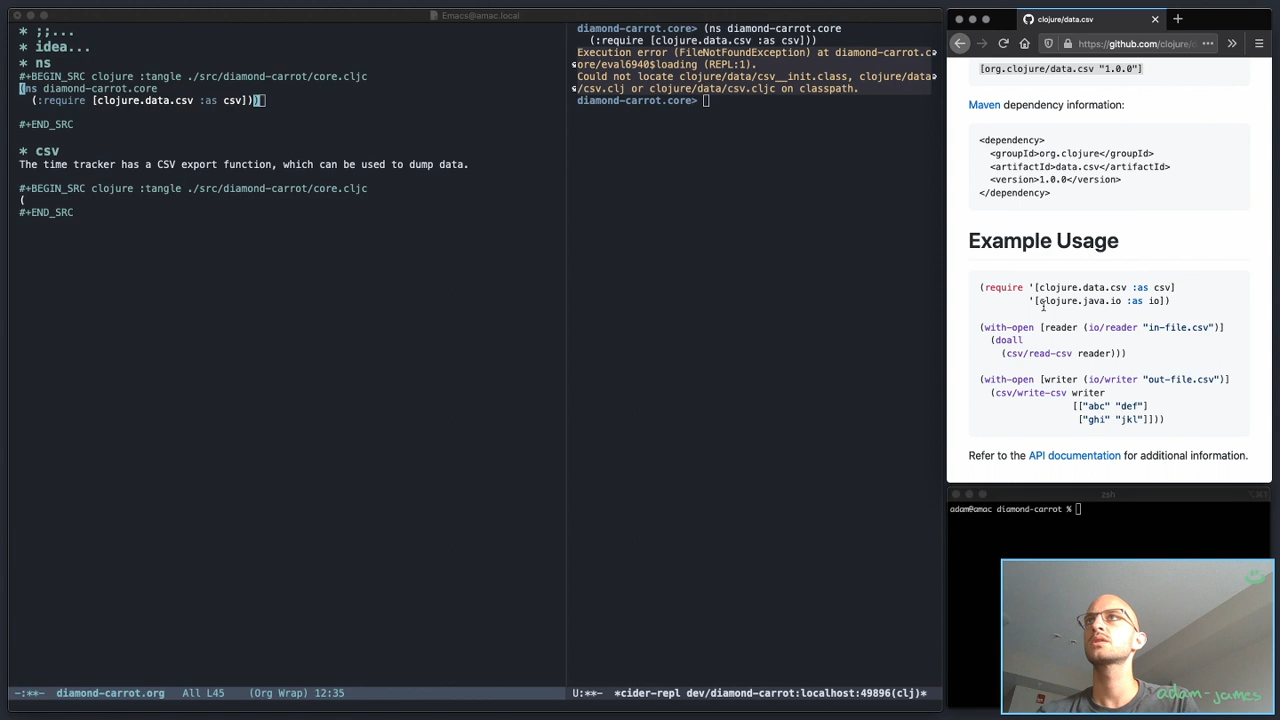 Emacs@amac.local
* ;;...
* idea...
* ns
#+BEGIN_SRC clojure :tangle ./src/diamond-carrot/core.cljc
(ns diamond-carrot.core
(:require [clojure.data.csv :as csv]))
#+END_SRC
* csv
The time tracker has a CSV export function, which can be used to dump data.
#+BEGIN_SRC clojure :tangle ./src/diamond-carrot/core.cljc
(
#+END_SRC
-:**- diamond-carrot.org All L45 (Org Wrap) 12:35
diamond-carrot.core> (ns diamond-carrot.core
(:require [clojure.data.csv :as csv]))
Execution error (FileNotFoundException) at diamond-carrot.c
ore/eval6940$loading (REPL:1).
Could not locate clojure/data/csv__init.class, clojure/data
/csv.clj or clojure/data/csv.cljc on classpath.
diamond-carrot.core>
U:**- *cider-repl dev/diamond-carrot:localhost:49896(clj)*
clojure/data.csv
https://github.com/clojure/d
[org.clojure/data.csv "1.0.0"]
Maven dependency information:
<dependency>
<groupId>org.clojure</groupId>
<artifactId>data.csv</artifactId>
<version>1.0.0</version>
</dependency>
Example Usage
(require '[clojure.data.csv :as csv]
'[clojure.java.io :as io])
(with-open [reader (io/reader "in-file.csv")]
(doall
(csv/read-csv reader)))
(with-open [writer (io/writer "out-file.csv")]
(csv/write-csv writer
[["abc" "def"]
["ghi" "jkl"]]))
Refer to the API documentation for additional information.
zsh
adam@amac diamond-carrot %
adam-james